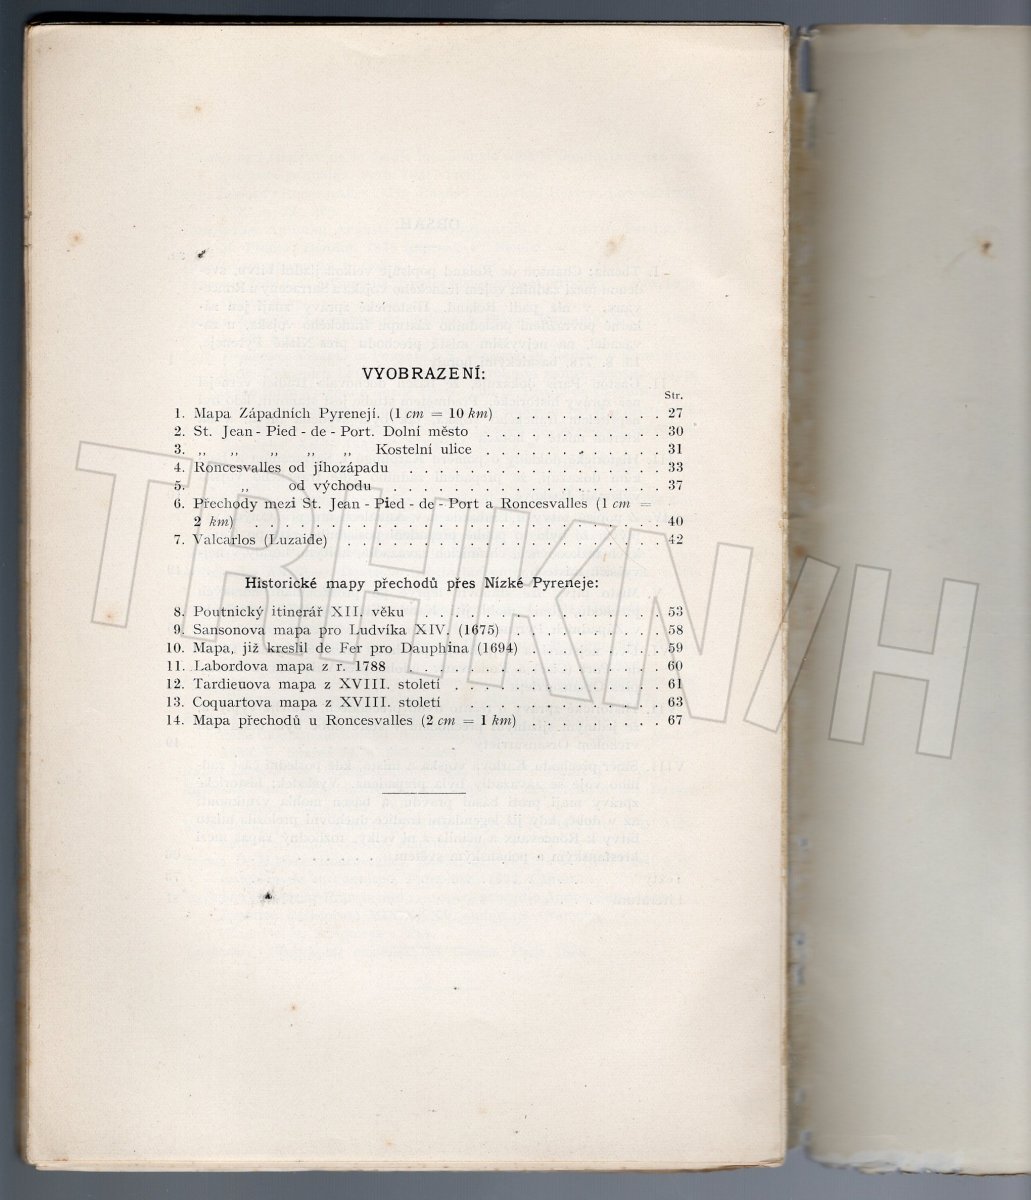 VYOBRAZENÍ:
Str.
1. Mapa Západních Pyrenejí. (1 cm = 10 km) . . . . . . . . . . 27
2. St. Jean - Pied - de - Port. Dolní město . . . . . . . . . . . 30
3. „ „ „ „ „ Kostelní ulice . . . . . . . . . . . 31
4. Roncesvalles od jihozápadu . . . . . . . . . . . . . . . . 33
5. „ od východu . . . . . . . . . . . . . . . . . 37
6. Přechody mezi St. Jean - Pied - de - Port a Roncesvalles (1 cm =
2 km) . . . . . . . . . . . . . . . . . . . . . . . . . 40
7. Valcarlos (Luzaide) . . . . . . . . . . . . . . . . . . . . 42
Historické mapy přechodů přes Nízké Pyreneje:
8. Poutnický itinerář XII. věku . . . . . . . . . . . . . . . 53
9. Sansonova mapa pro Ludvíka XIV. (1675) . . . . . . . . . 58
10. Mapa, již kreslil de Fer pro Dauphina (1694) . . . . . . . . 59
11. Labordova mapa z r. 1788 . . . . . . . . . . . . . . . . 60
12. Tardieuova mapa z XVIII. století . . . . . . . . . . . . . 61
13. Coquartova mapa z XVIII. století . . . . . . . . . . . . 63
14. Mapa přechodů u Roncesvalles (2 cm = 1 km) . . . . . . . . 67
TRHKNIH